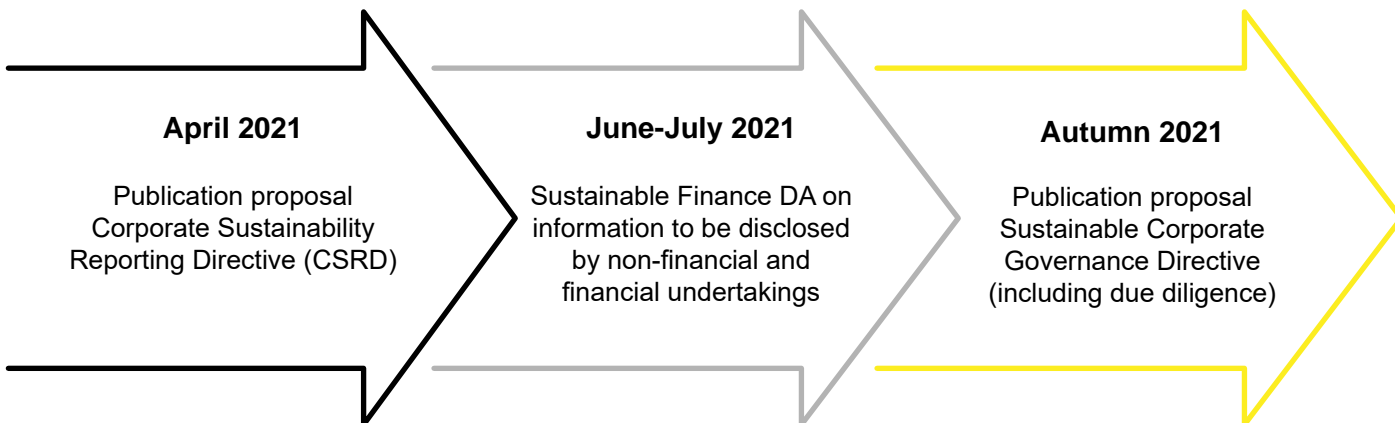 April 2021
Publication proposal
Corporate Sustainability
Reporting Directive (CSRD)
June-July 2021
Sustainable Finance DA on
information to be disclosed
by non-financial and
financial undertakings
Autumn 2021
Publication proposal
Sustainable Corporate
Governance Directive
(including due diligence)